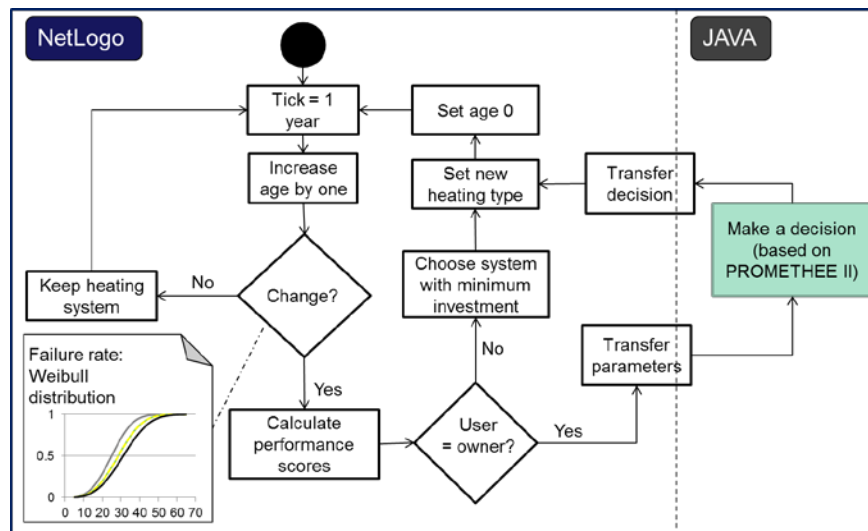 NetLogo
JAVA
Tick = 1
year
Set age 0
Increase
age by one
Set new
heating type
Transfer
decision
Make a decision
(based on
PROMETHEE II)
Keep heating
system
No
Change?
Choose system
with minimum
investment
Failure rate:
Weibull
distribution
1
0.5
0
0 10 20 30 40 50 60 70
Yes
No
Transfer
parameters
Calculate
performance
scores
User
= owner?
Yes